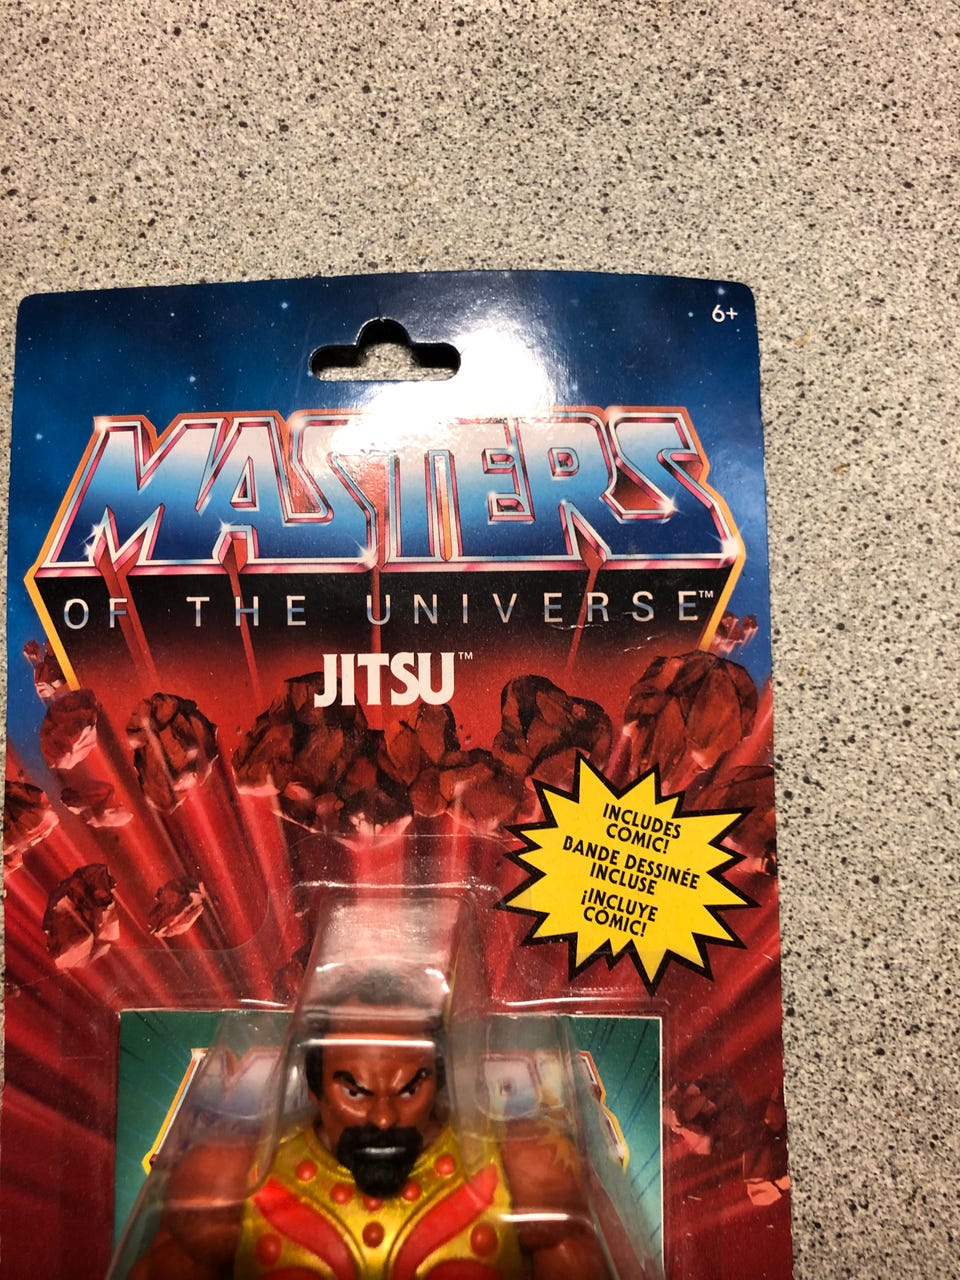 6+
MASTERS
OF THE UNIVERSE™
JITSU™
INCLUDES
COMIC!
BANDE DESSINÉE
INCLUSE
¡INCLUYE
CÓMIC!